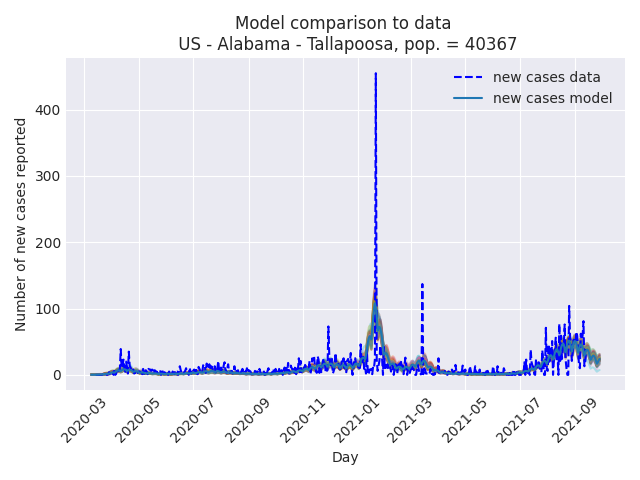 Model comparison to data
US - Alabama - Tallapoosa, pop. = 40367
new cases data
new cases model
Number of new cases reported
400
300
200
100
0
2020-03
2020-05
2020-07
2020-09
2020-11
2021-01
2021-03
2021-05
2021-07
2021-09
Day